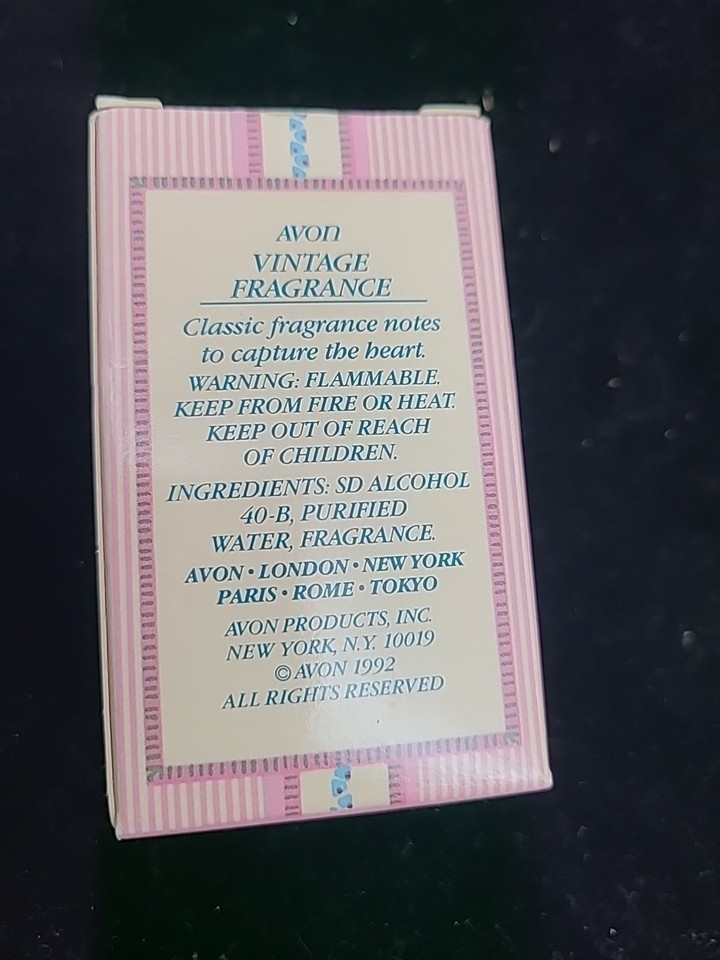 AVON
VINTAGE
FRAGRANCE
Classic fragrance notes
to capture the heart.
WARNING: FLAMMABLE.
KEEP FROM FIRE OR HEAT.
KEEP OUT OF REACH
OF CHILDREN.
INGREDIENTS: SD ALCOHOL
40-B, PURIFIED
WATER, FRAGRANCE.
AVON • LONDON • NEW YORK
PARIS • ROME • TOKYO
AVON PRODUCTS, INC.
NEW YORK, N.Y. 10019
© AVON 1992
ALL RIGHTS RESERVED